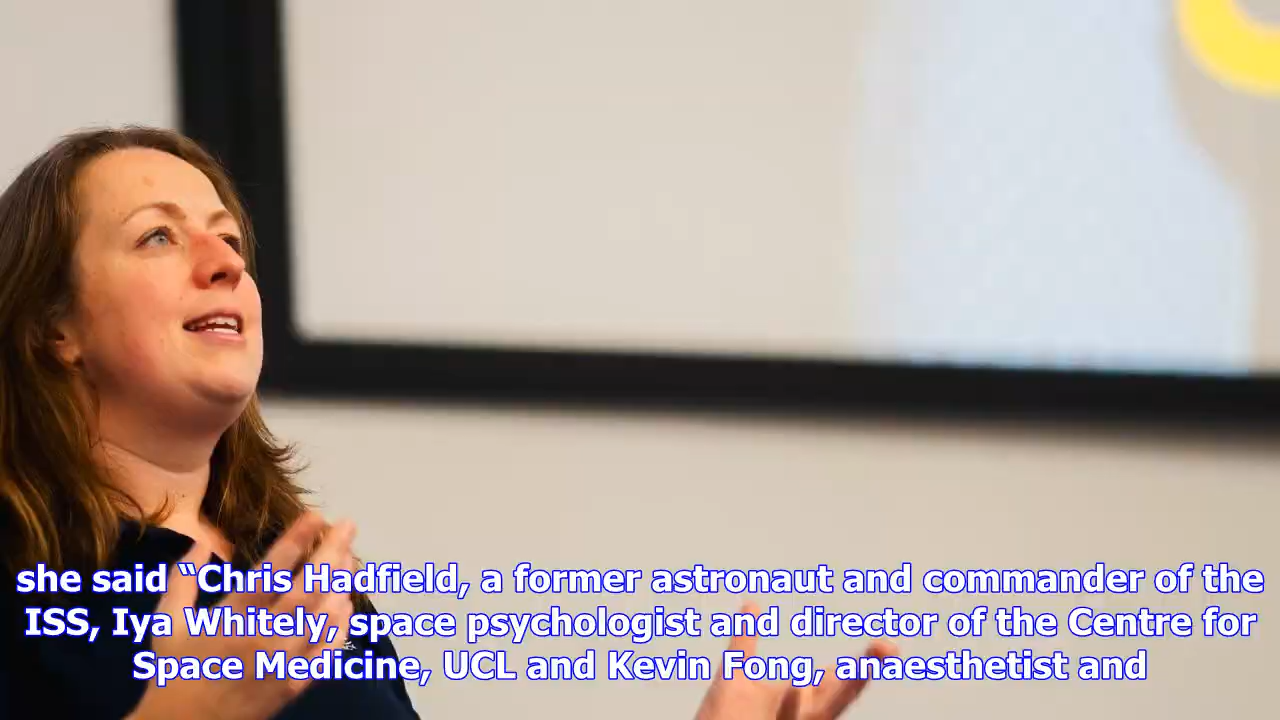 she said “Chris Hadfield, a former astronaut and commander of the
ISS, Iya Whitely, space psychologist and director of the Centre for
Space Medicine, UCL and Kevin Fong, anaesthetist and